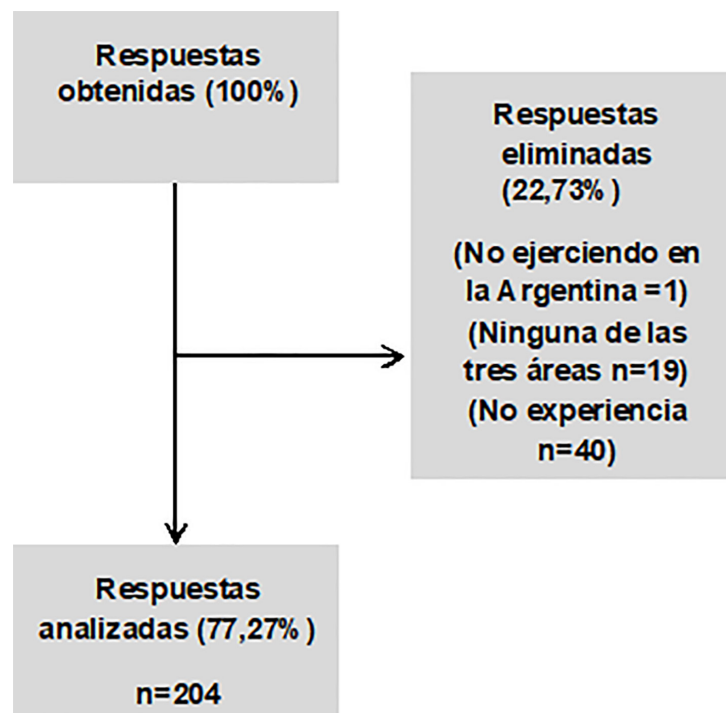 Respuestas
obtenidas (100%)
Respuestas
eliminadas
(22,73%)
(No ejerciendo en
la Argentina =1)
(Ninguna de las
tres áreas n=19)
(No experiencia
n=40)
Respuestas
analizadas (77,27%)
n=204